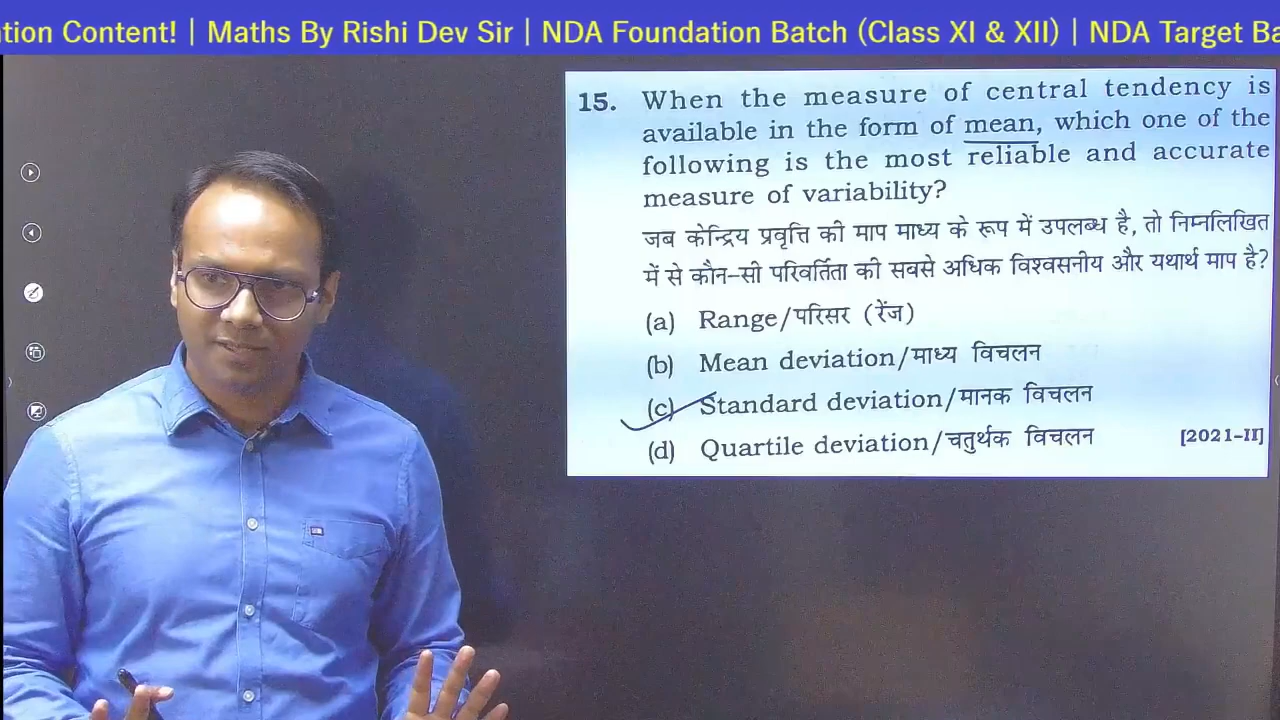 tion Content! | Maths By Rishi Dev Sir | NDA Foundation Batch (Class XI & XII) | NDA Target Ba
15. When the measure of central tendency is
available in the form of mean, which one of the
following is the most reliable and accurate
measure of variability?
जब केन्द्रिय प्रवृत्ति की माप माध्य के रूप में उपलब्ध है, तो निम्नलिखित
में से कौन-सी परिवर्तिता की सबसे अधिक विश्वसनीय और यथार्थ माप है?
(a) Range/परिसर (रेंज)
(b) Mean deviation/माध्य विचलन
(c) Standard deviation/मानक विचलन
(d) Quartile deviation/चतुर्थक विचलन [2021-II]